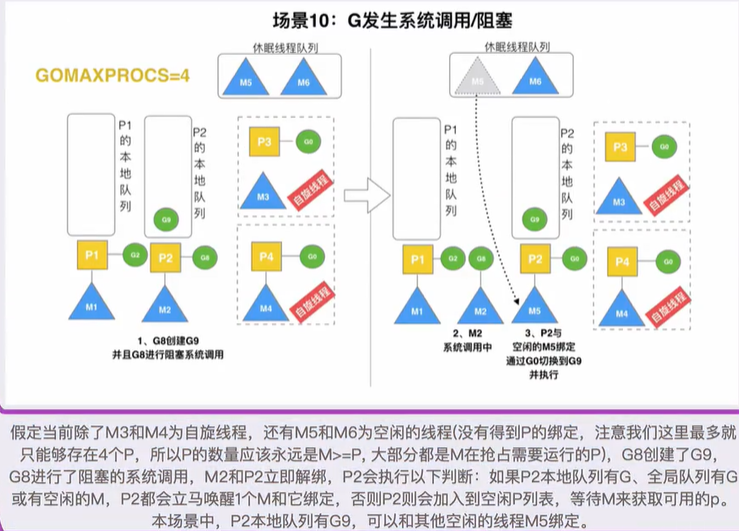 场景10：G发生系统调用/阻塞
GOMAXPROCS=4
休眠线程队列
M5
M6
P1的本地队列
P2的本地队列
G9
P3
G0
M3
自旋线程
P1
G2
P2
G8
P4
G0
M1
M2
M4
自旋线程
1、G8创建G9
并且G8进行阻塞系统调用
休眠线程队列
M5
M6
P1的本地队列
P2的本地队列
G9
P3
G0
M3
自旋线程
P1
G2
G8
P2
G0
P4
G0
M1
M2
M5
M4
自旋线程
2、M2
系统调用中
3、P2与
空闲的M5绑定
通过G0切换到G9
并执行
假定当前除了M3和M4为自旋线程，还有M5和M6为空闲的线程(没有得到P的绑定，注意我们这里最多就
只能够存在4个P，所以P的数量应该永远是M>=P, 大部分都是M在抢占需要运行的P)，G8创建了G9，
G8进行了阻塞的系统调用，M2和P2立即解绑，P2会执行以下判断：如果P2本地队列有G、全局队列有G
或有空闲的M，P2都会立马唤醒1个M和它绑定，否则P2则会加入到空闲P列表，等待M来获取可用的p。
本场景中，P2本地队列有G9，可以和其他空闲的线程M5绑定。